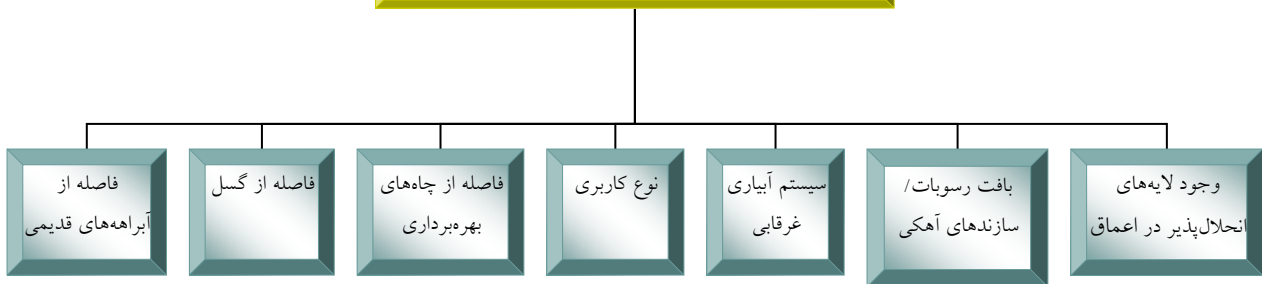 وجود لایه‌های
انحلال‌پذیر در اعماق
بافت رسوبات/
سازندهای آهکی
سیستم آبیاری
غرقابی
نوع کاربری
فاصله از چاه‌های
بهره‌برداری
فاصله از گسل
فاصله از
آبراهه‌های قدیمی